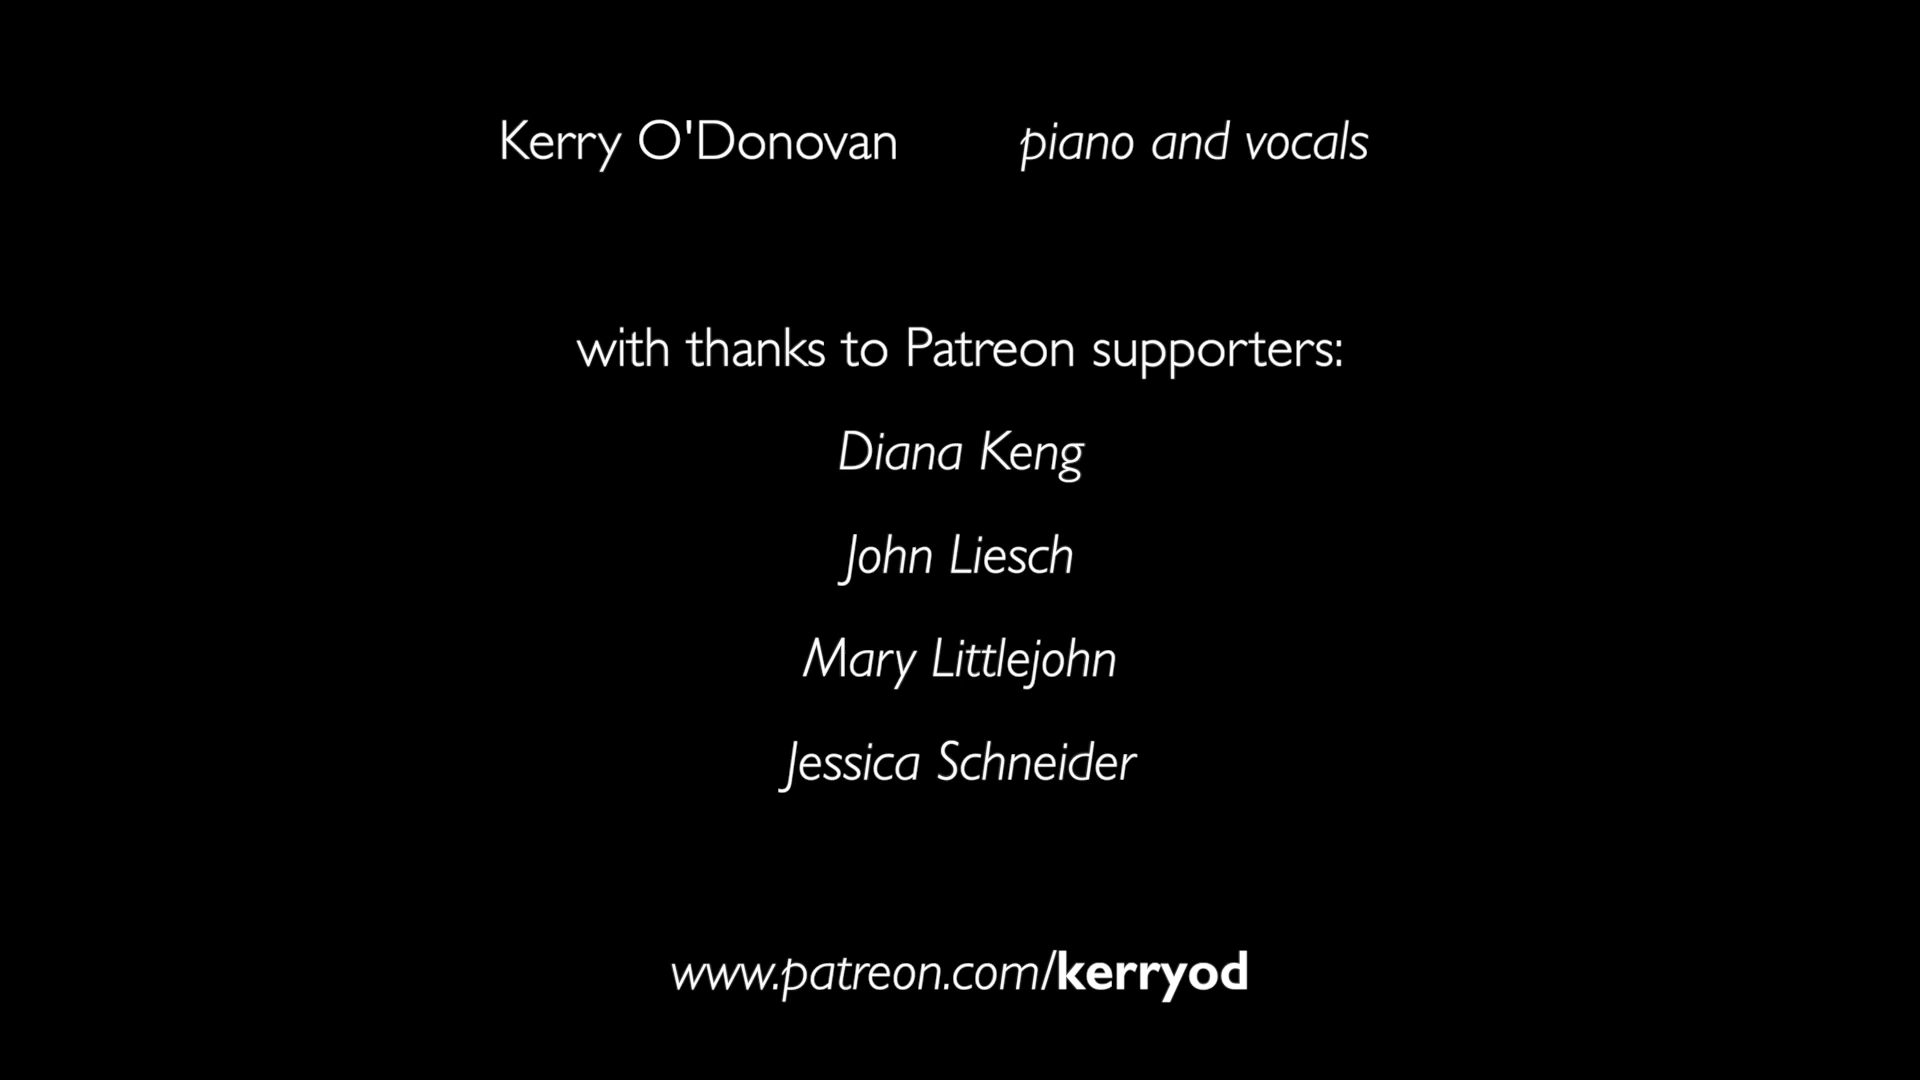 Kerry O'Donovan piano and vocals
with thanks to Patreon supporters:
Diana Keng
John Liesch
Mary Littlejohn
Jessica Schneider
www.patreon.com/kerryod